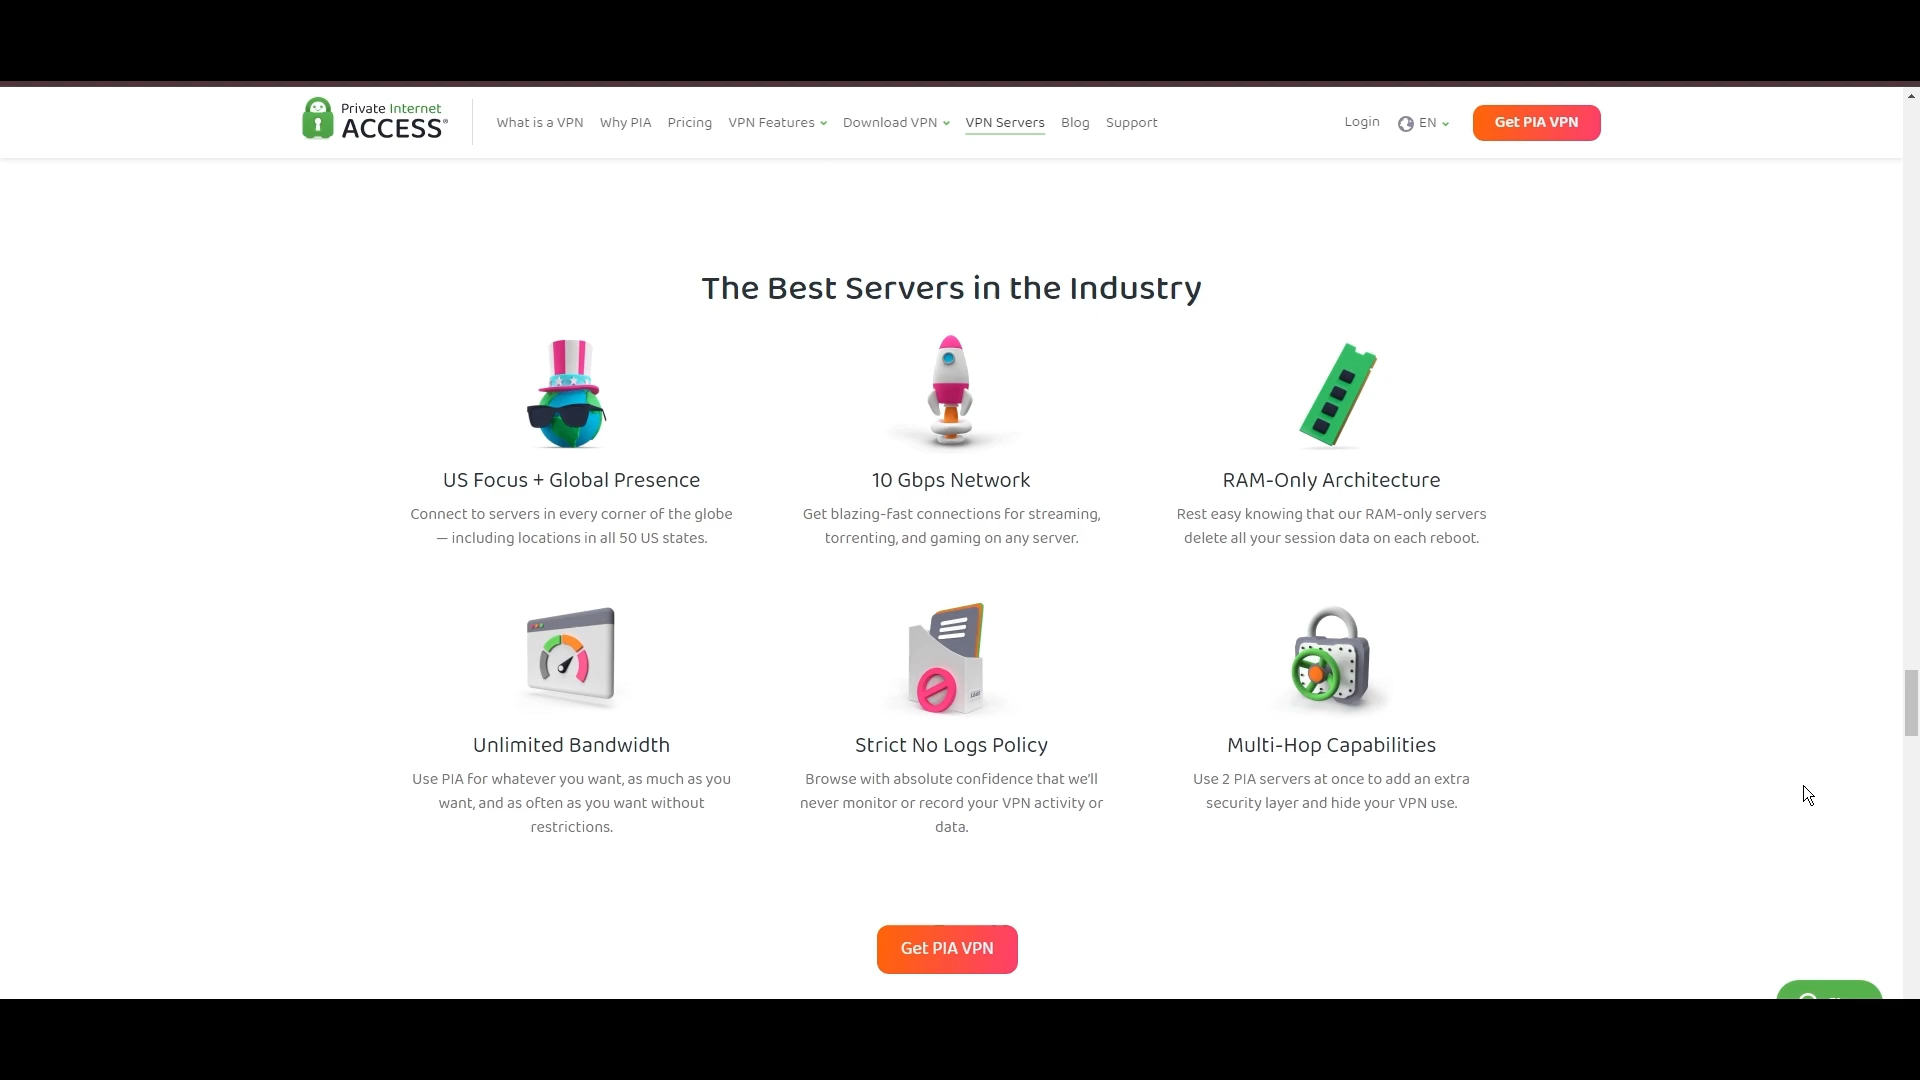 Private Internet
ACCESS®
What is a VPN
Why PIA
Pricing
VPN Features
Download VPN
VPN Servers
Blog
Support
Login
EN
Get PIA VPN
The Best Servers in the Industry
US Focus + Global Presence
Connect to servers in every corner of the globe
— including locations in all 50 US states.
10 Gbps Network
Get blazing-fast connections for streaming,
torrenting, and gaming on any server.
RAM-Only Architecture
Rest easy knowing that our RAM-only servers
delete all your session data on each reboot.
Unlimited Bandwidth
Use PIA for whatever you want, as much as you
want, and as often as you want without
restrictions.
Strict No Logs Policy
Browse with absolute confidence that we'll
never monitor or record your VPN activity or
data.
Multi-Hop Capabilities
Use 2 PIA servers at once to add an extra
security layer and hide your VPN use.
Get PIA VPN